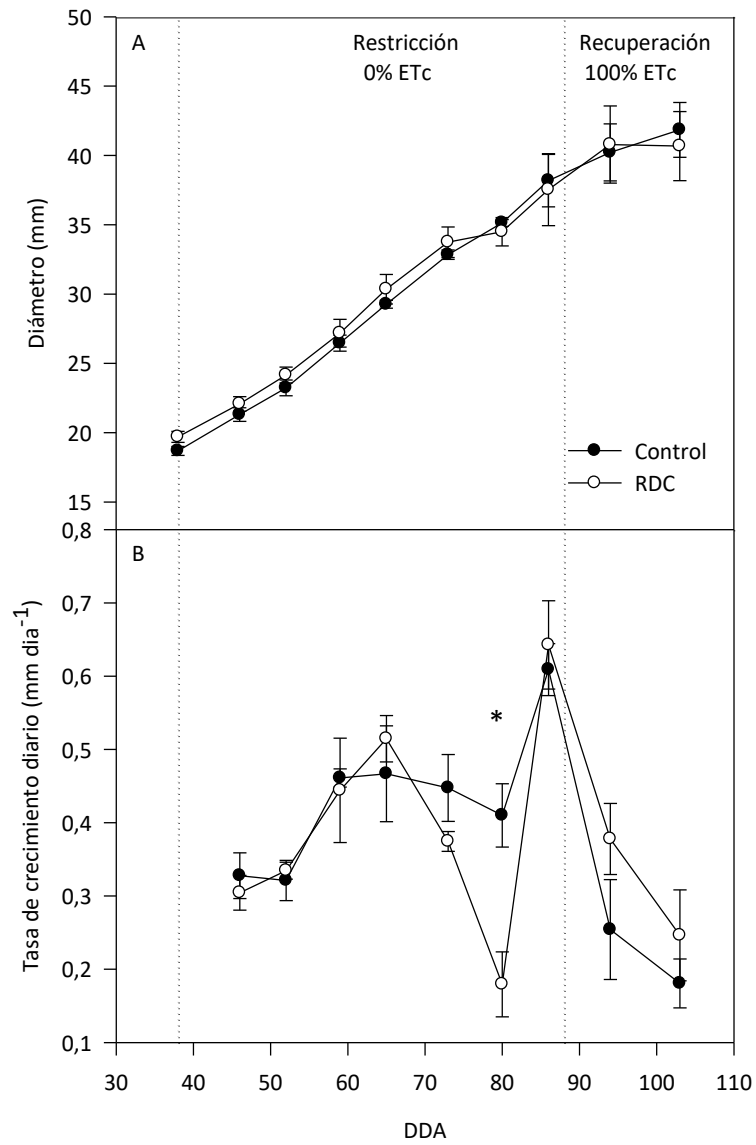 50
45
40
35
30
25
20
15
Diámetro (mm)
A
Restricción
0% ETc
Recuperación
100% ETc
Control
RDC
0,8
0,7
0,6
0,5
0,4
0,3
0,2
0,1
Tasa de crecimiento diario (mm dia-1)
B
*
30 40 50 60 70 80 90 100 110
DDA